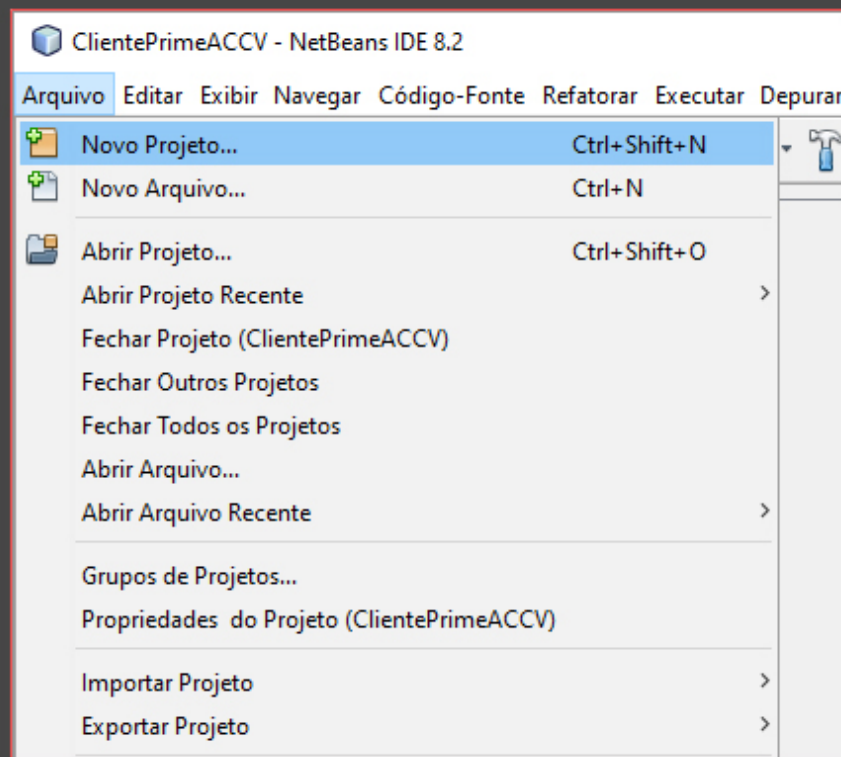 ClientePrimeACCV - NetBeans IDE 8.2
Arquivo Editar Exibir Navegar Código-Fonte Refatorar Executar Depurar
Novo Projeto... Ctrl+Shift+N
Novo Arquivo... Ctrl+N
Abrir Projeto... Ctrl+Shift+O
Abrir Projeto Recente
Fechar Projeto (ClientePrimeACCV)
Fechar Outros Projetos
Fechar Todos os Projetos
Abrir Arquivo...
Abrir Arquivo Recente
Grupos de Projetos...
Propriedades do Projeto (ClientePrimeACCV)
Importar Projeto
Exportar Projeto